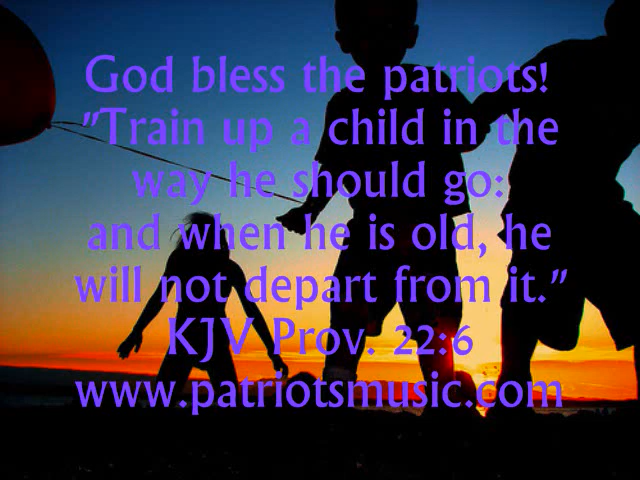 God bless the patriots!
"Train up a child in the
way he should go:
and when he is old, he
will not depart from it."
KJV Prov. 22:6
www.patriotsmusic.com